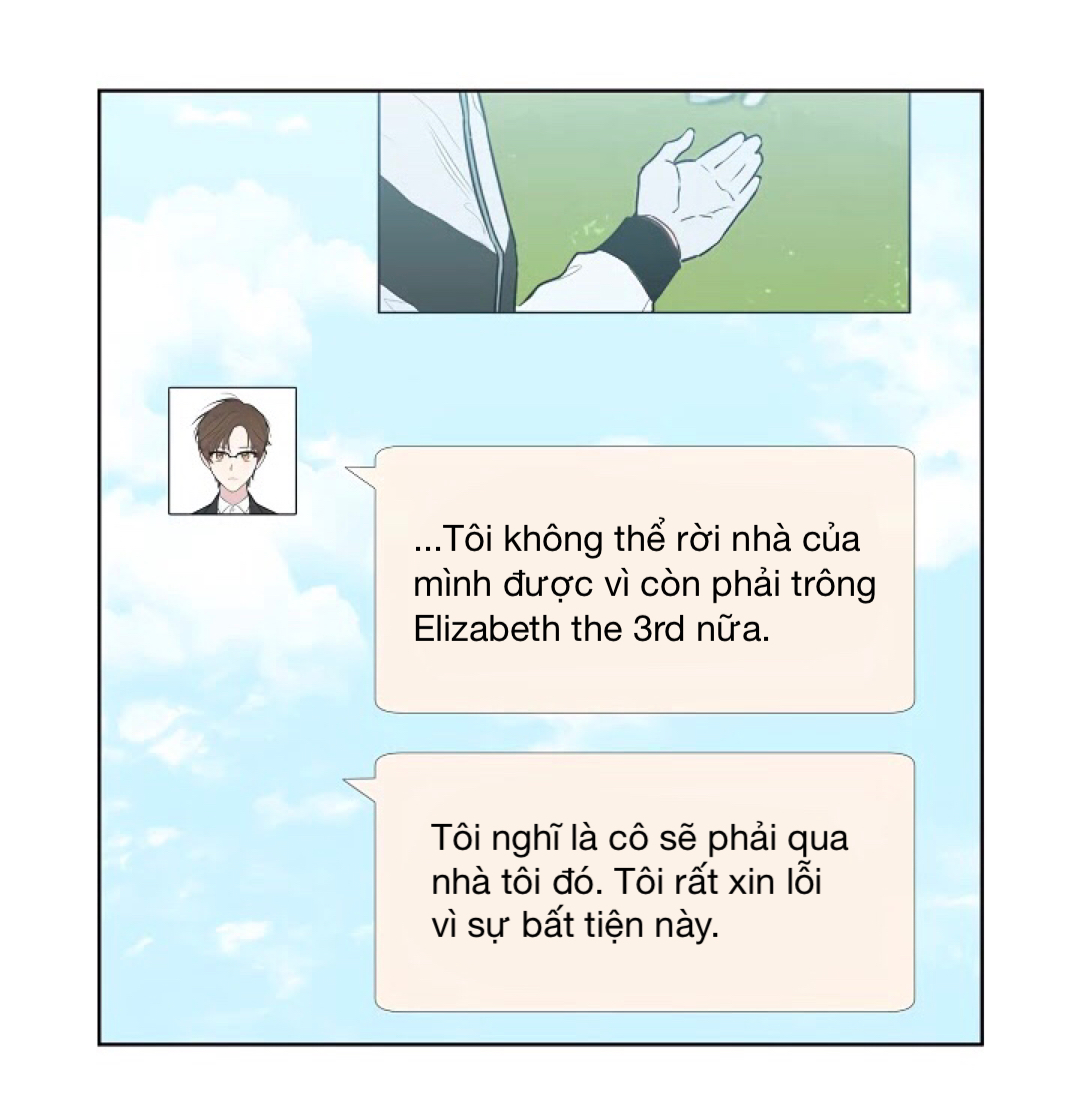 ...Tôi không thể rời nhà của
mình được vì còn phải trông
Elizabeth the 3rd nữa.
Tôi nghĩ là cô sẽ phải qua
nhà tôi đó. Tôi rất xin lỗi
vì sự bất tiện này.